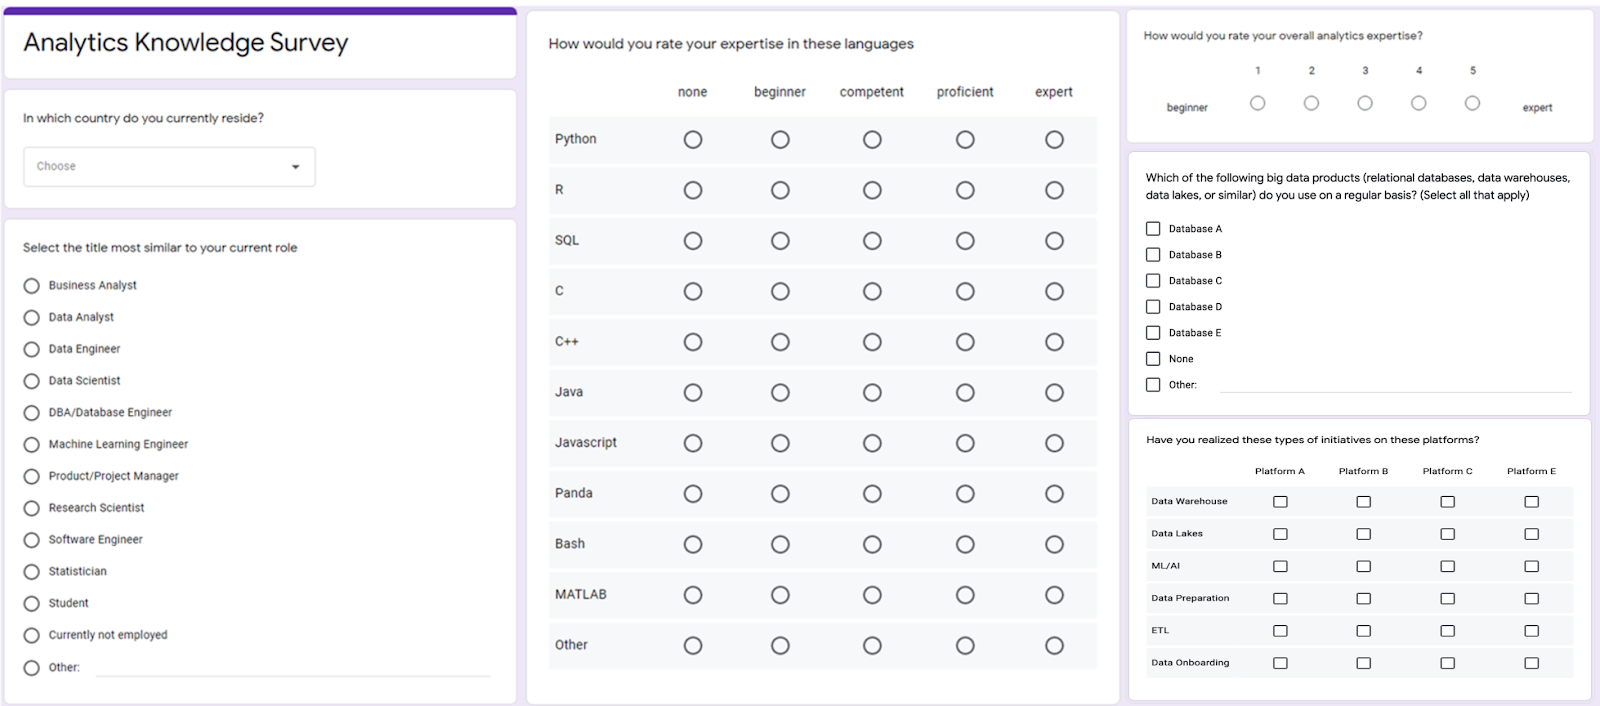 Analytics Knowledge Survey
In which country do you currently reside?
Choose
Select the title most similar to your current role
Business Analyst
Data Analyst
Data Engineer
Data Scientist
DBA/Database Engineer
Machine Learning Engineer
Product/Project Manager
Research Scientist
Software Engineer
Statistician
Student
Currently not employed
Other:
How would you rate your expertise in these languages
none beginner competent proficient expert
Python
R
SQL
C
C++
Java
Javascript
Panda
Bash
MATLAB
Other
How would you rate your overall analytics expertise?
1 2 3 4 5
beginner expert
Which of the following big data products (relational databases, data warehouses,
data lakes, or similar) do you use on a regular basis? (Select all that apply)
Database A
Database B
Database C
Database D
Database E
None
Other:
Have you realized these types of initiatives on these platforms?
Platform A Platform B Platform C Platform E
Data Warehouse
Data Lakes
ML/AI
Data Preparation
ETL
Data Onboarding